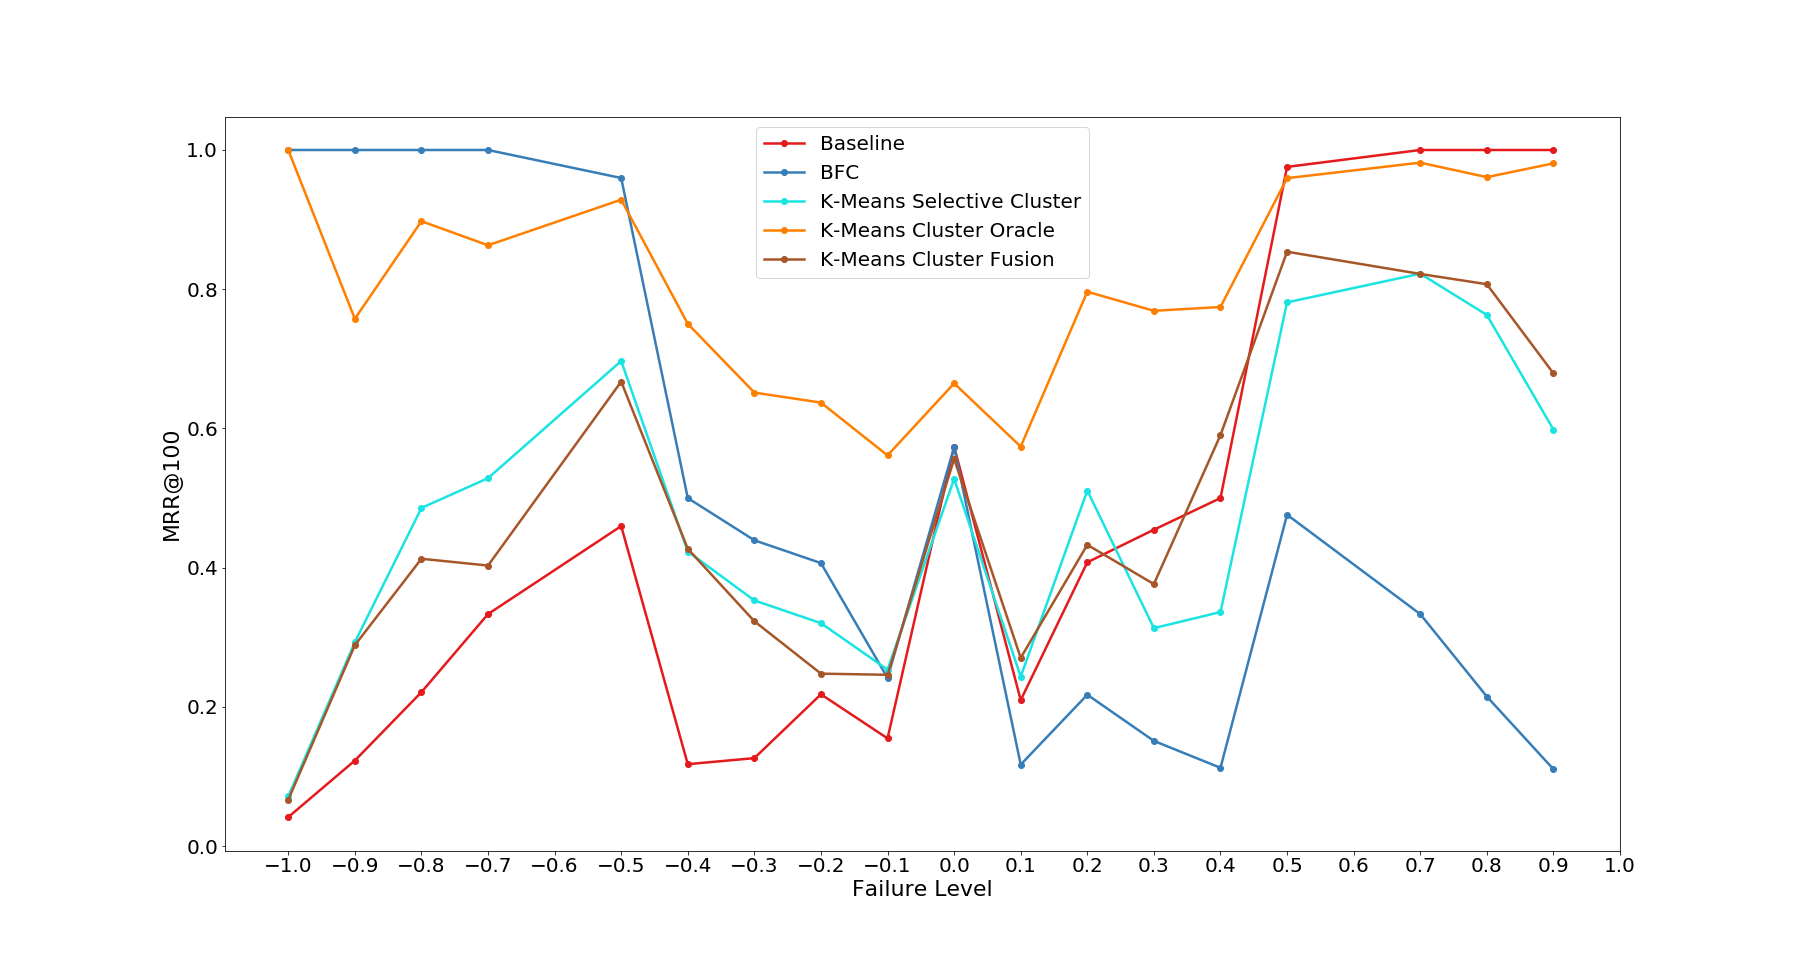 Baseline
BFC
K-Means Selective Cluster
K-Means Cluster Oracle
K-Means Cluster Fusion
1.0
0.8
0.6
0.4
0.2
0.0
MRR@100
−1.0 −0.9 −0.8 −0.7 −0.6 −0.5 −0.4 −0.3 −0.2 −0.1 0.0 0.1 0.2 0.3 0.4 0.5 0.6 0.7 0.8 0.9 1.0
Failure Level